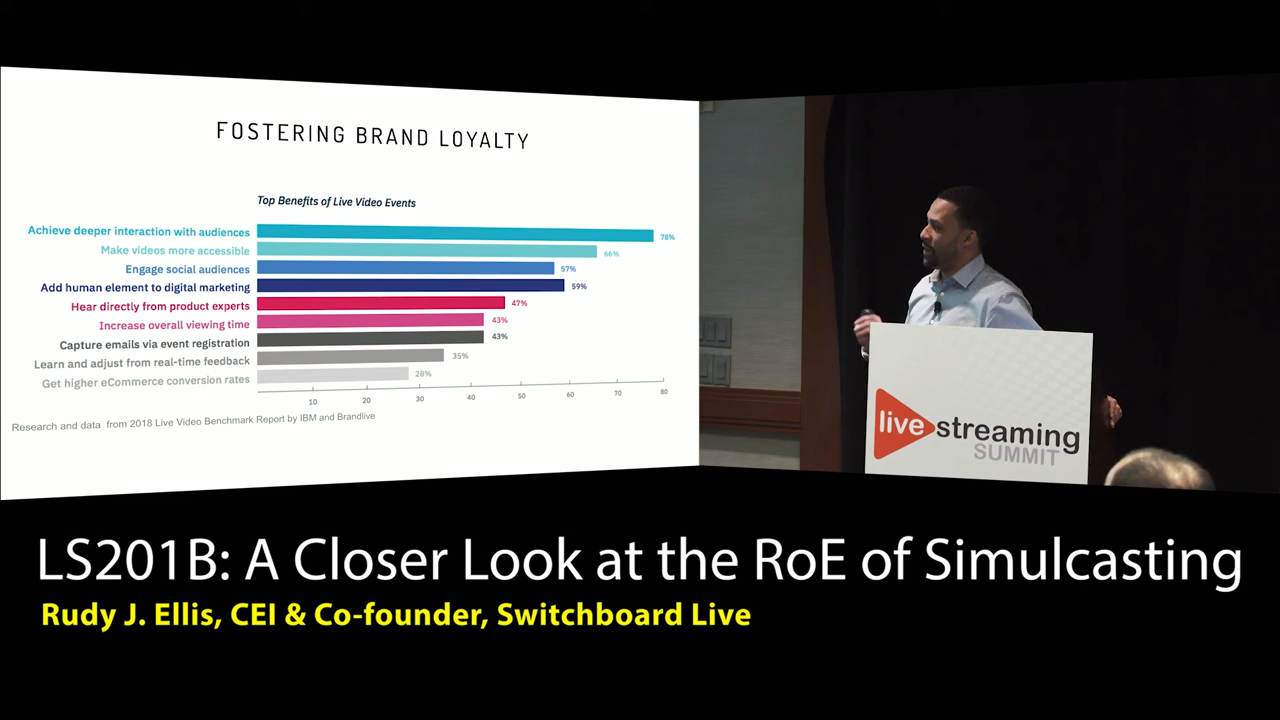 FOSTERING BRAND LOYALTY
Top Benefits of Live Video Events
Achieve deeper interaction with audiences 78%
Make videos more accessible 66%
Engage social audiences 57%
Add human element to digital marketing 59%
Hear directly from product experts 47%
Increase overall viewing time 43%
Capture emails via event registration 43%
Learn and adjust from real-time feedback 35%
Get higher eCommerce conversion rates 28%
10 20 30 40 50 60 70 80
Research and data from 2018 Live Video Benchmark Report by IBM and Brandlive
live streaming
SUMMIT
LS201B: A Closer Look at the RoE of Simulcasting
Rudy J. Ellis, CEI & Co-founder, Switchboard Live